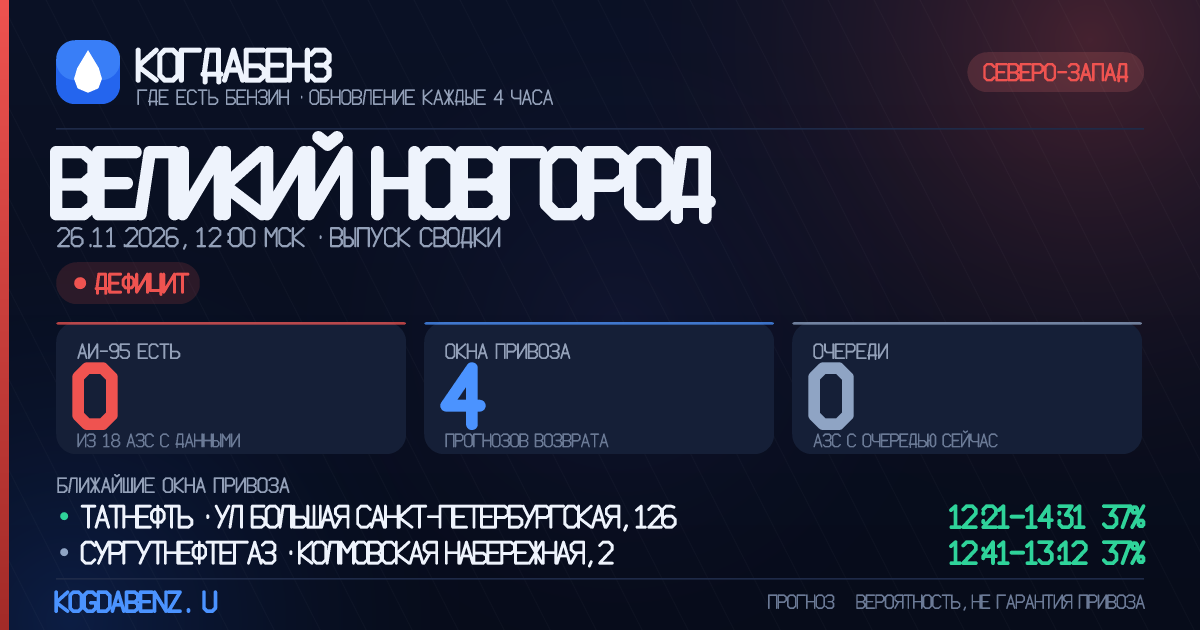 КОГДАБЕНЗ
ГДЕ ЕСТЬ БЕНЗИН · ОБНОВЛЕНИЕ КАЖДЫЕ 4 ЧАСА
СЕВЕРО-ЗАПАД
ВЕЛИКИЙ НОВГОРОД
26.11.2026, 12:00 МСК · ВЫПУСК СВОДКИ
• ДЕФИЦИТ
АИ-95 ЕСТЬ
0
ИЗ 18 АЗС С ДАННЫМИ
ОКНА ПРИВОЗА
4
ПРОГНОЗОВ ВОЗВРАТА
ОЧЕРЕДИ
0
АЗС С ОЧЕРЕДЬЮ СЕЙЧАС
БЛИЖАЙШИЕ ОКНА ПРИВОЗА
• ТАТНЕФТЬ · УЛ БОЛЬШАЯ САНКТ-ПЕТЕРБУРГСКАЯ, 126 12:21-14:31 37%
• СУРГУТНЕФТЕГАЗ · КОЛМОВСКАЯ НАБЕРЕЖНАЯ, 2 12:41-13:12 37%
KOGDABENZ. U
ПРОГНОЗ ВЕРОЯТНОСТЬ, НЕ ГАРАНТИЯ ПРИВОЗА